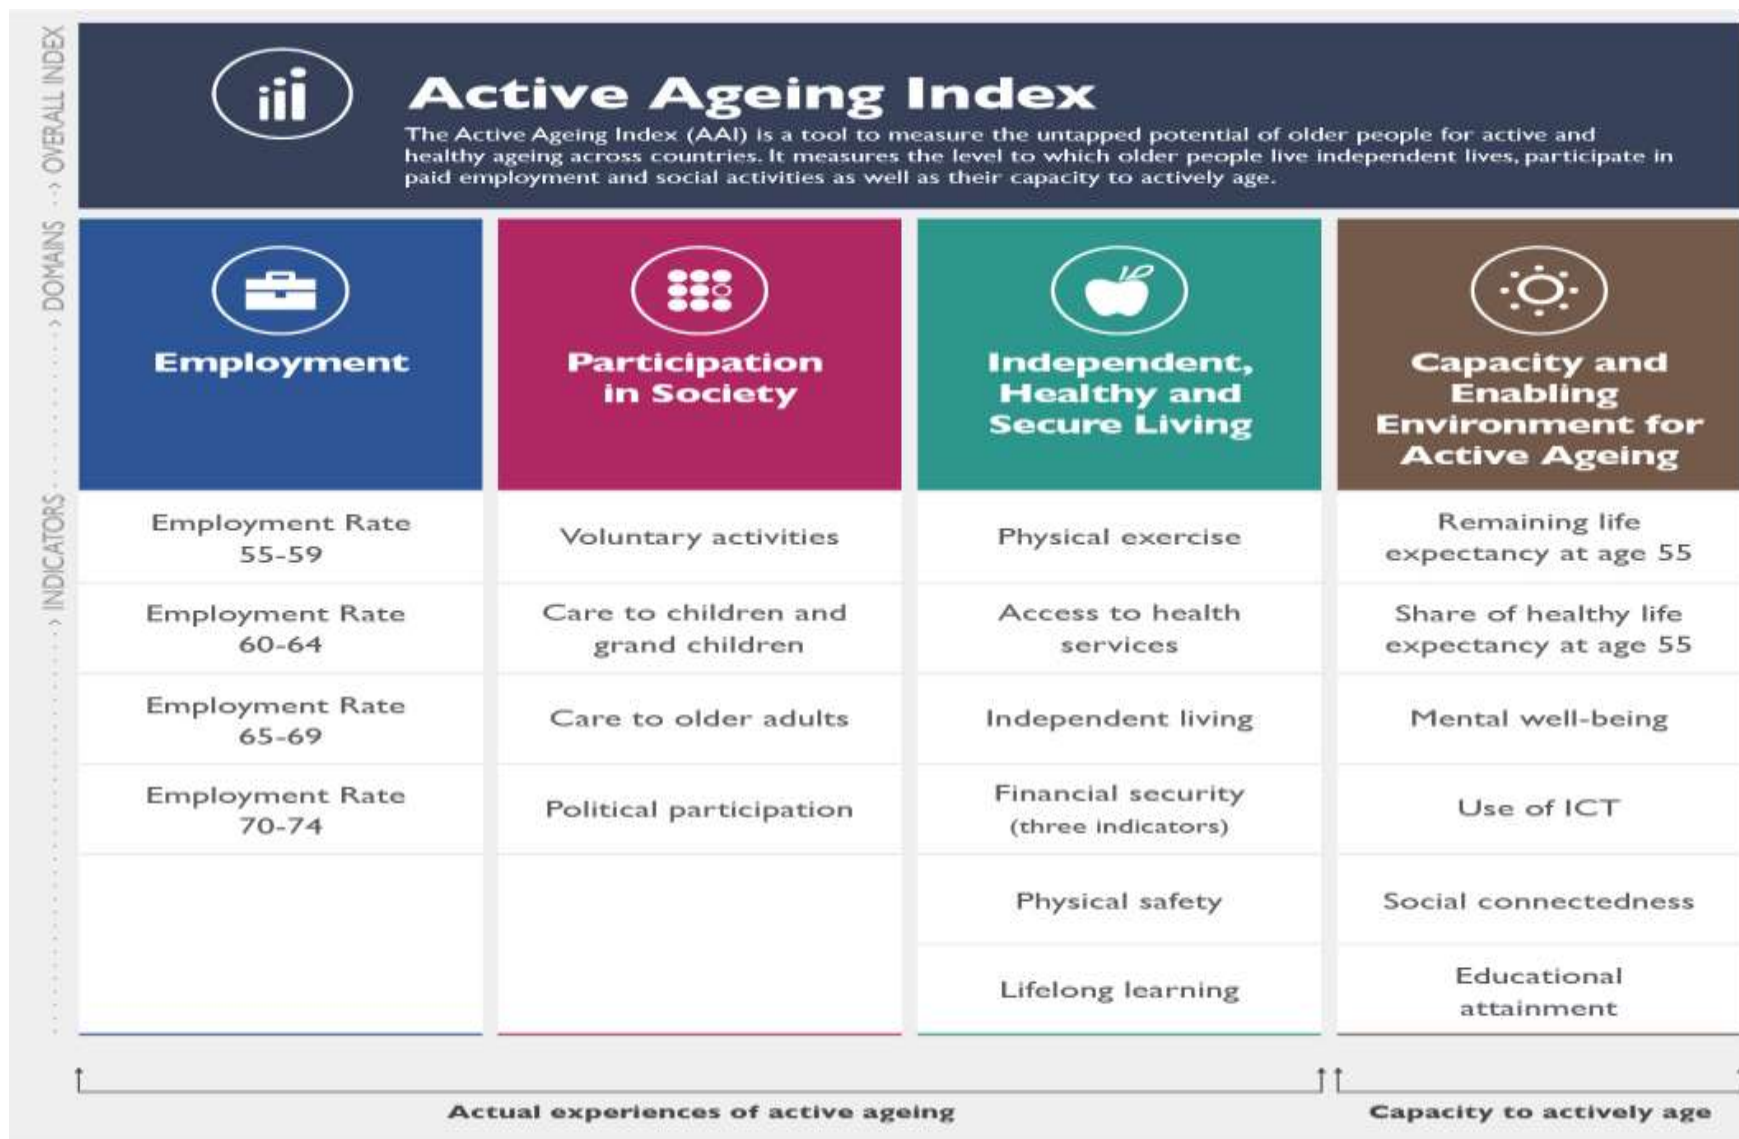 OVERALL INDEX
Active Ageing Index
The Active Ageing Index (AAI) is a tool to measure the untapped potential of older people for active and
healthy ageing across countries. It measures the level to which older people live independent lives, participate in
paid employment and social activities as well as their capacity to actively age.
DOMAINS
Employment
Participation
in Society
Independent,
Healthy and
Secure Living
Capacity and
Enabling
Environment for
Active Ageing
INDICATORS
Employment Rate
55-59
Employment Rate
60-64
Employment Rate
65-69
Employment Rate
70-74
Voluntary activities
Care to children and
grand children
Care to older adults
Political participation
Physical exercise
Access to health
services
Independent living
Financial security
(three indicators)
Physical safety
Lifelong learning
Remaining life
expectancy at age 55
Share of healthy life
expectancy at age 55
Mental well-being
Use of ICT
Social connectedness
Educational
attainment
Actual experiences of active ageing
Capacity to actively age